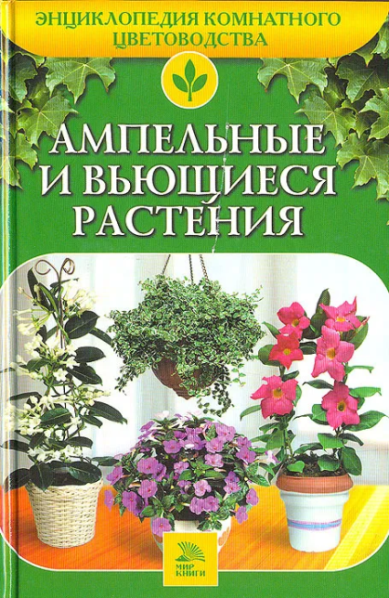 ЭНЦИКЛОПЕДИЯ КОМНАТНОГО
ЦВЕТОВОДСТВА
АМПЕЛЬНЫЕ
И ВЬЮЩИЕСЯ
РАСТЕНИЯ
МИР
КНИГИ